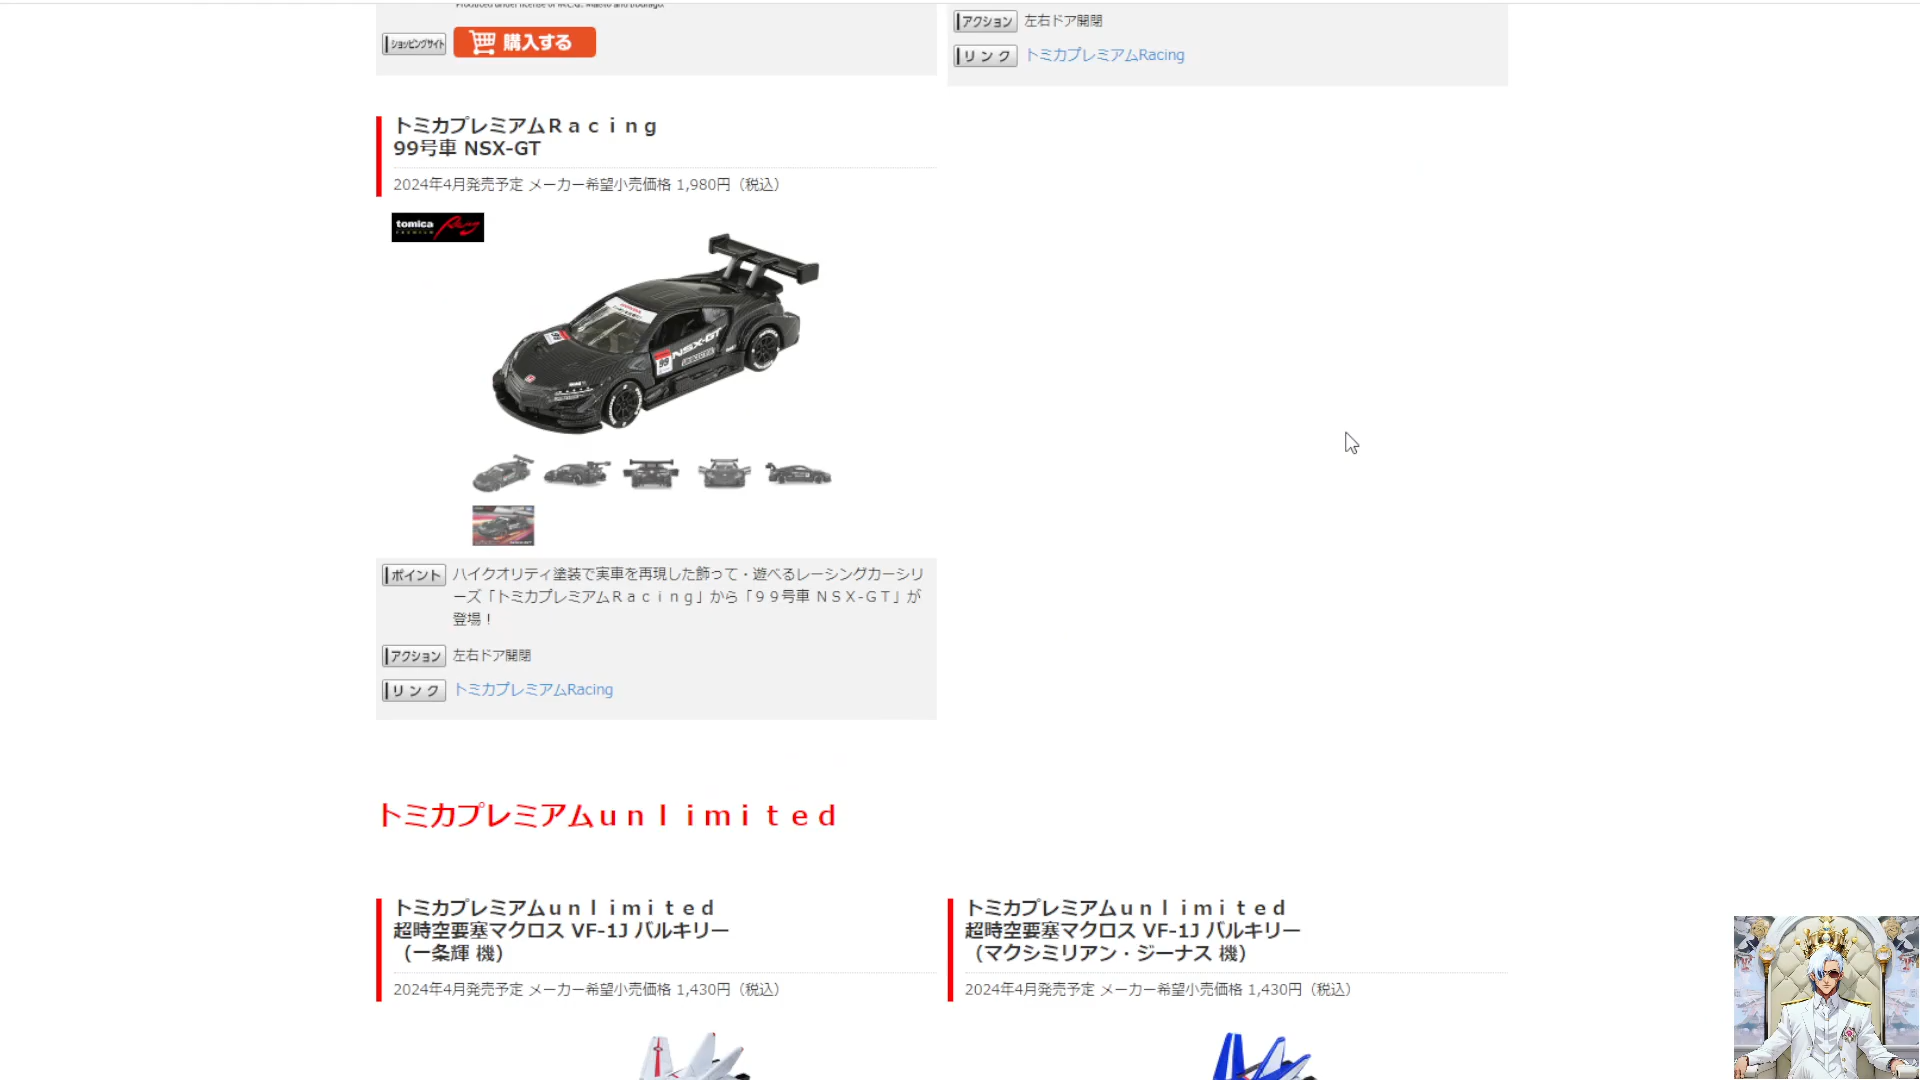 Produced under license of M.C.G. Maisto and Bburago.
ショッピングサイト 購入する
アクション 左右ドア開閉
リンク トミカプレミアムRacing
トミカプレミアムＲａｃｉｎｇ
99号車 NSX-GT
2024年4月発売予定 メーカー希望小売価格 1,980円（税込）
tomica
PREMIUM Racing
99
NSX-GT
ポイント ハイクオリティ塗装で実車を再現した飾って・遊べるレーシングカーシリ
ーズ「トミカプレミアムＲａｃｉｎｇ」から「９９号車 ＮＳＸ-ＧＴ」が
登場！
アクション 左右ドア開閉
リンク トミカプレミアムRacing
トミカプレミアムｕｎｌｉｍｉｔｅｄ
トミカプレミアムｕｎｌｉｍｉｔｅｄ
超時空要塞マクロス VF-1J バルキリー
（一条輝 機）
2024年4月発売予定 メーカー希望小売価格 1,430円（税込）
トミカプレミアムｕｎｌｉｍｉｔｅｄ
超時空要塞マクロス VF-1J バルキリー
（マクシミリアン・ジーナス 機）
2024年4月発売予定 メーカー希望小売価格 1,430円（税込）